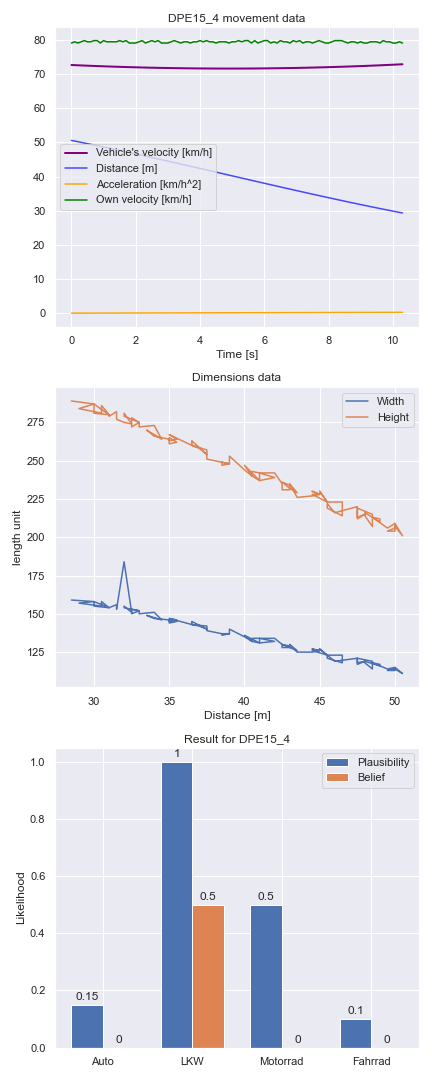 DPE15_4 movement data
80
70
60
50
40
30
20
10
0
Vehicle's velocity [km/h]
Distance [m]
Acceleration [km/h^2]
Own velocity [km/h]
0 2 4 6 8 10
Time [s]
Dimensions data
length unit
275
250
225
200
175
150
125
Width
Height
30 35 40 45 50
Distance [m]
Result for DPE15_4
Likelihood
1.0
0.8
0.6
0.4
0.2
0.0
Plausibility
Belief
0.15 0 1 0.5 0.5 0 0.1 0
Auto LKW Motorrad Fahrrad